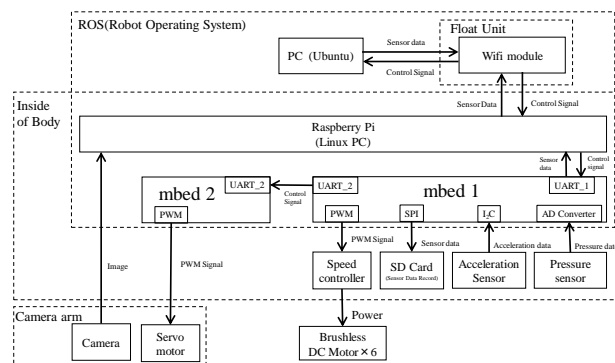 ROS(Robot Operating System)
Float Unit
PC (Ubuntu)
Sensor data
Control Signal
Wifi module
Inside
of Body
Sensor Data
Control Signal
Raspberry Pi
(Linux PC)
Sensor
data
Control
signal
mbed 2
UART_2
Control
Signal
UART_2
mbed 1
UART_1
PWM
PWM
SPI
I2C
AD Converter
PWM Signal
Sensor data
Acceleration data
Pressure data
Image
PWM Signal
Speed
controller
SD Card
(Sensor Data Record)
Acceleration
Sensor
Pressure
sensor
Camera arm
Power
Camera
Servo
motor
Brushless
DC Motor×6